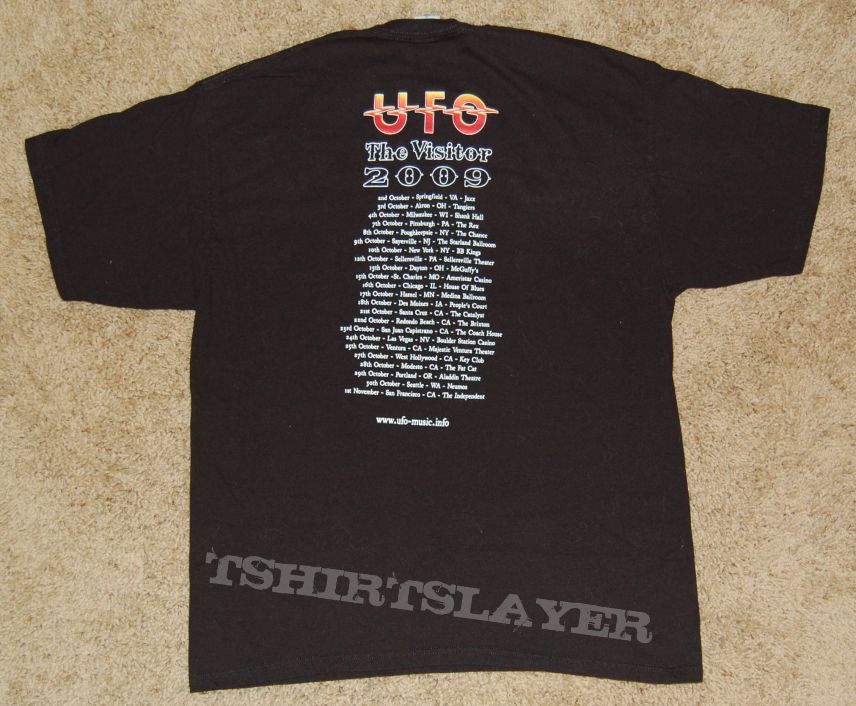 UFO
The Visitor
2009
2nd October - Springfield - VA - Jaxx
3rd October - Akron - OH - Tangiers
4th October - Milwaukee - WI - Shank Hall
7th October - Pittsburgh - PA - The Rex
8th October - Poughkeepsie - NY - The Chance
9th October - Sayerville - NJ - The Starland Ballroom
10th October - New York - NY - BB Kings
12th October - Sellersville - PA - Sellersville Theater
13th October - Dayton - OH - McGuffy's
15th October -St. Charles - MO - Ameristar Casino
16th October - Chicago - IL - House Of Blues
17th October - Hamel - MN - Medina Ballroom
18th October - Des Moines - IA - People's Court
21st October - Santa Cruz - CA - The Catalyst
22nd October - Redondo Beach - CA - The Brixton
23rd October - San Juan Capistrano - CA - The Coach House
24th October - Las Vegas - NV - Boulder Station Casino
25th October - Ventura - CA - Majestic Ventura Theater
27th October - West Hollywood - CA - Key Club
28th October - Modesto - CA - The Fat Cat
29th October - Portland - OR - Aladdin Theatre
30th October - Seattle - WA - Neumos
1st November - San Francisco - CA - The Independent
www.ufo-music.info
TSHIRTSLAYER